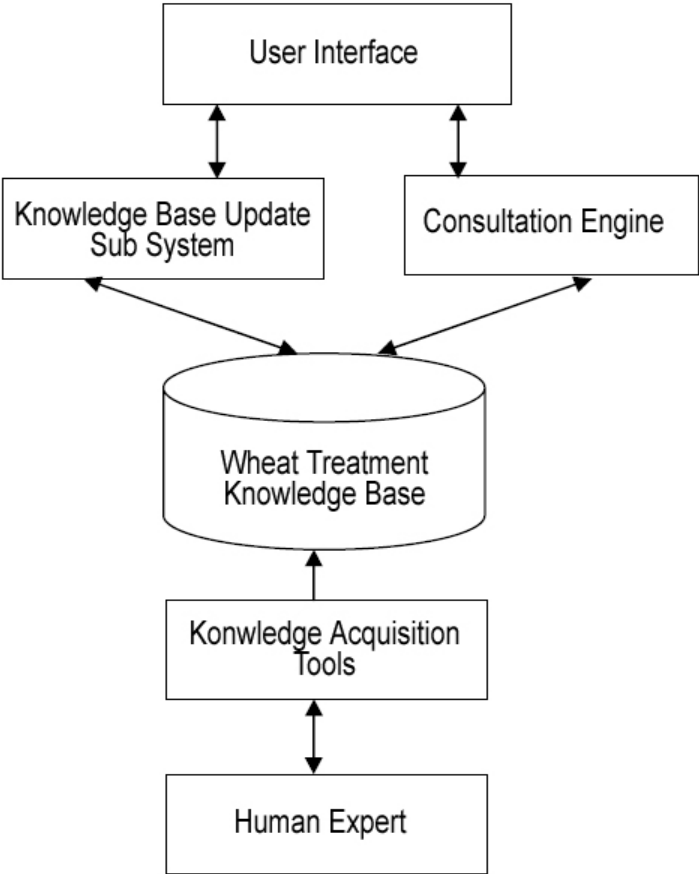 User Interface
Knowledge Base Update
Sub System
Consultation Engine
Wheat Treatment
Knowledge Base
Konwledge Acquisition
Tools
Human Expert